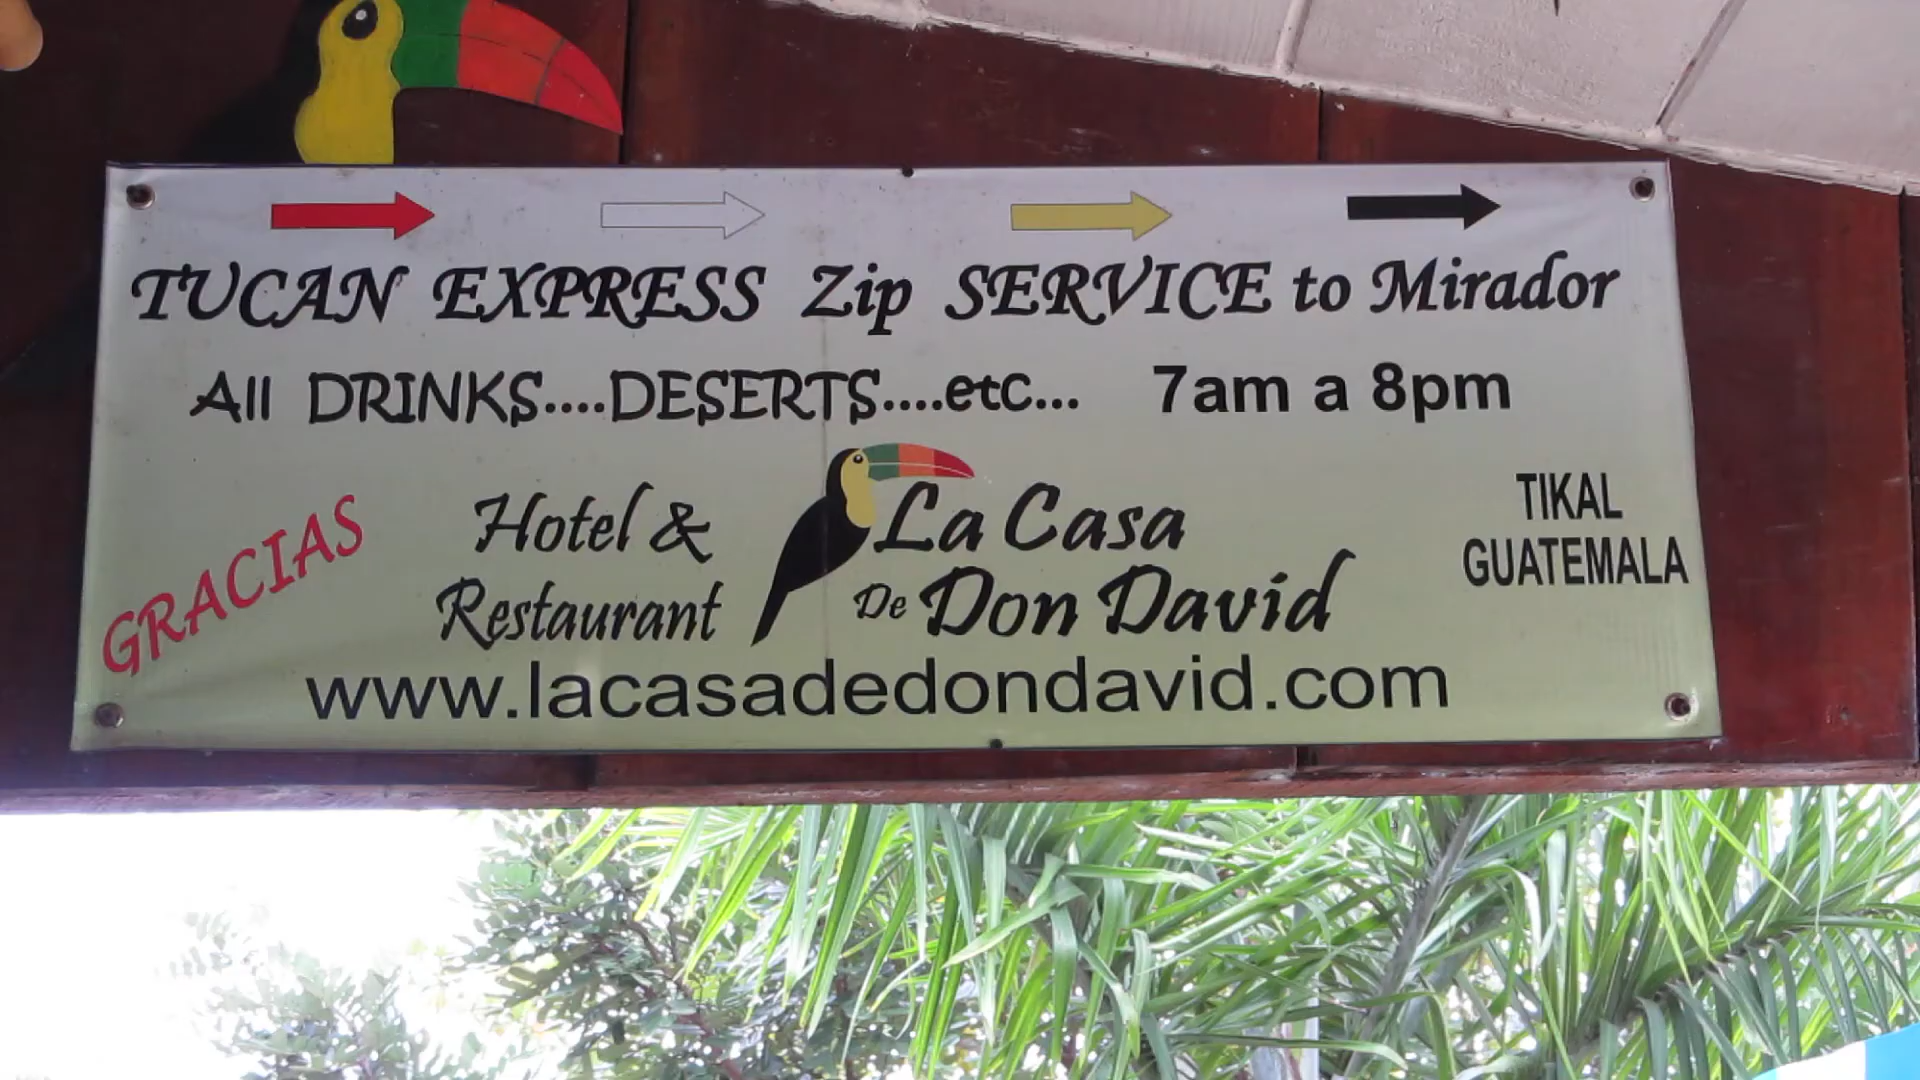 TUCAN EXPRESS Zip SERVICE to Mirador
All DRINKS....DESERTS....etc... 7am a 8pm
GRACIAS
Hotel &
Restaurant
La Casa
De Don David
TIKAL
GUATEMALA
www.lacasadedondavid.com